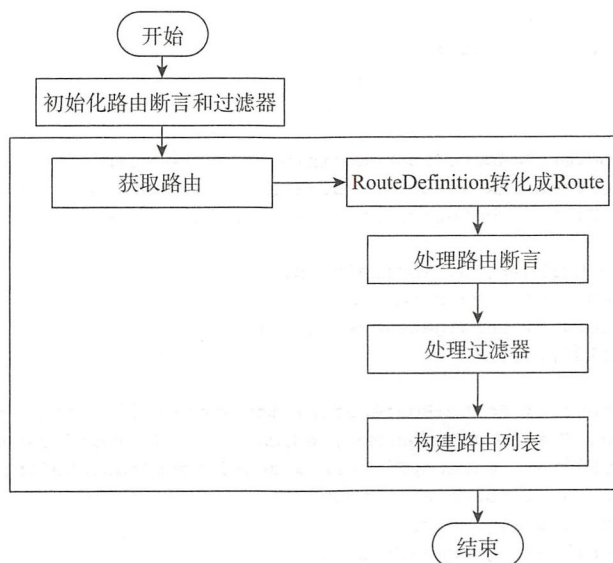 开始
初始化路由断言和过滤器
获取路由
RouteDefinition转化成Route
处理路由断言
处理过滤器
构建路由列表
结束